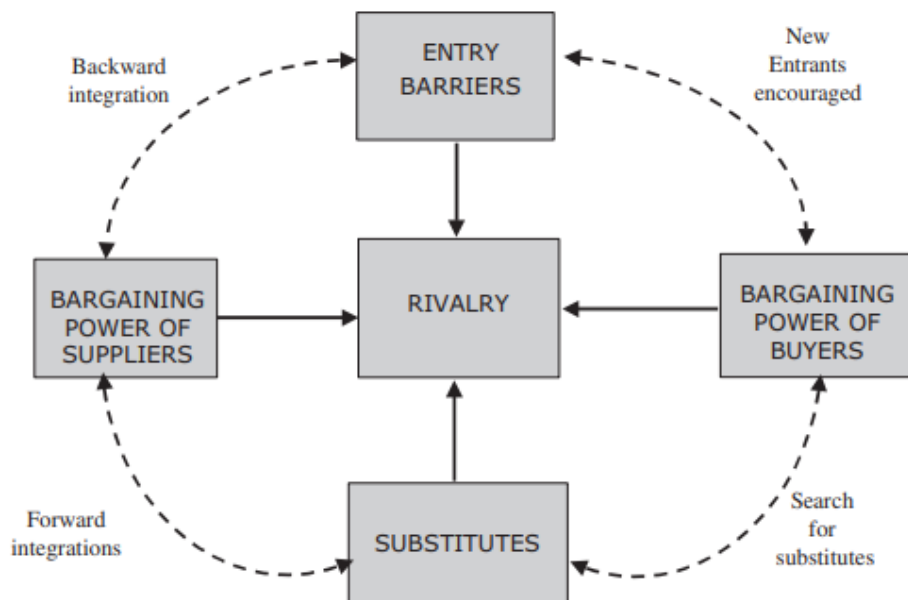 ENTRY
BARRIERS
Backward
integration
New
Entrants
encouraged
BARGAINING
POWER OF
SUPPLIERS
RIVALRY
BARGAINING
POWER OF
BUYERS
Forward
integrations
SUBSTITUTES
Search
for
substitutes